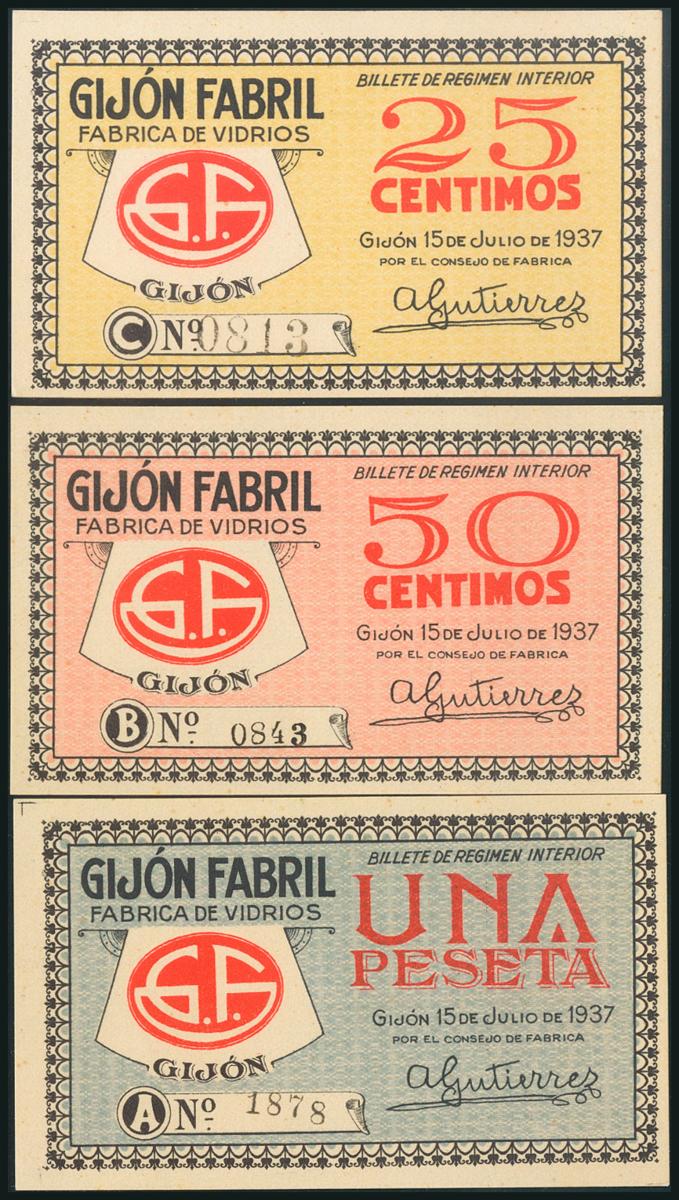 GIJÓN FABRIL
FABRICA DE VIDRIOS
G.F.
GIJÓN
C Nº 0813
BILLETE DE REGIMEN INTERIOR
25
CENTIMOS
GIJÓN 15 DE JULIO DE 1937
POR EL CONSEJO DE FABRICA
AGutierrez
GIJÓN FABRIL
FABRICA DE VIDRIOS
G.F.
GIJÓN
B Nº 0843
BILLETE DE REGIMEN INTERIOR
50
CENTIMOS
GIJÓN 15 DE JULIO DE 1937
POR EL CONSEJO DE FABRICA
AGutierrez
GIJÓN FABRIL
FABRICA DE VIDRIOS
G.F.
GIJÓN
A Nº 1878
BILLETE DE REGIMEN INTERIOR
UNA
PESETA
GIJÓN 15 DE JULIO DE 1937
POR EL CONSEJO DE FABRICA
AGutierrez